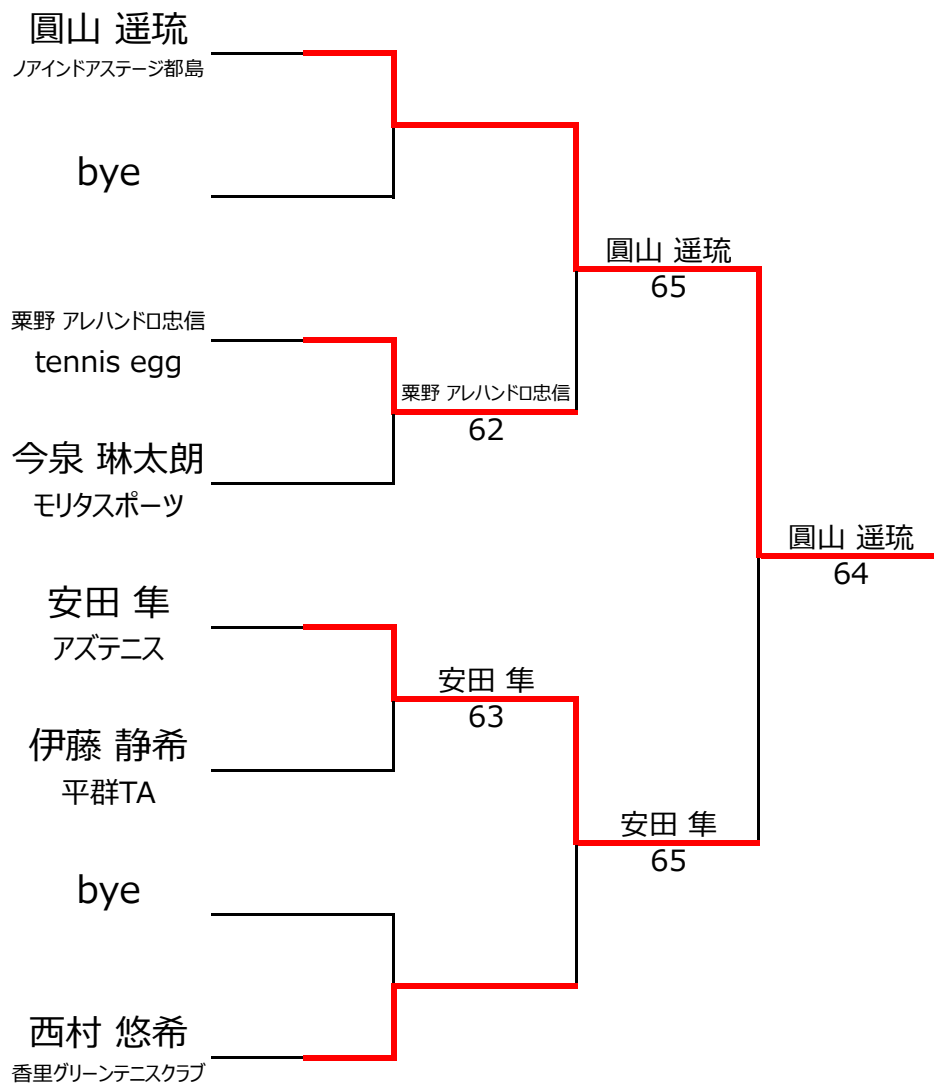 圓山 遥琉
ノアインドアステージ都島
bye
圓山 遥琉
65
粟野 アレハンドロ忠信
tennis egg
粟野 アレハンドロ忠信
62
今泉 琳太朗
モリタスポーツ
圓山 遥琉
64
安田 隼
アズテニス
安田 隼
63
伊藤 静希
平群TA
安田 隼
65
bye
西村 悠希
香里グリーンテニスクラブ